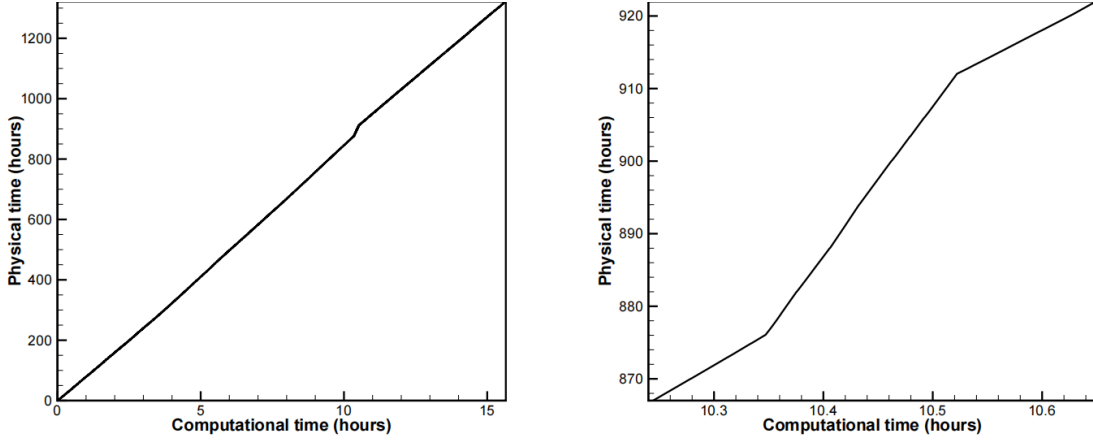 1200
1000
800
600
400
200
0
Physical time (hours)
0 5 10 15
Computational time (hours)
920
910
900
890
880
870
Physical time (hours)
10.3 10.4 10.5 10.6
Computational time (hours)